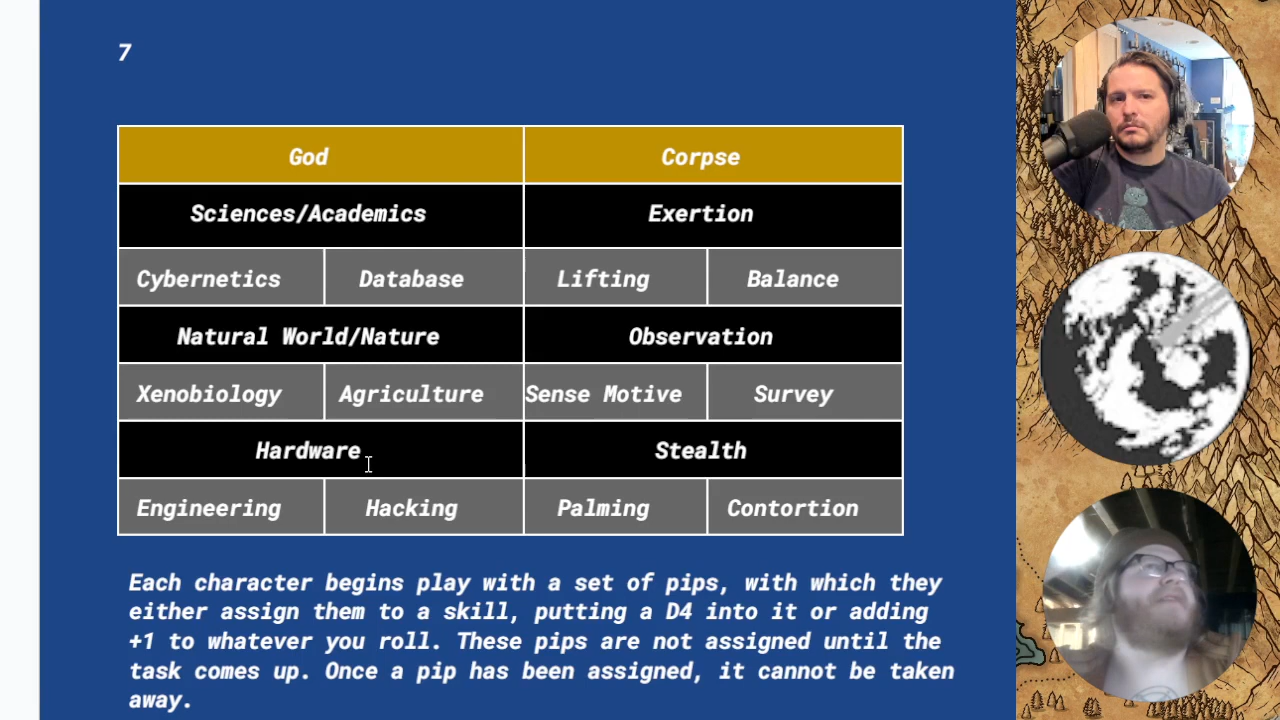 7
God Corpse
Sciences/Academics Exertion
Cybernetics Database Lifting Balance
Natural World/Nature Observation
Xenobiology Agriculture Sense Motive Survey
Hardware Stealth
Engineering Hacking Palming Contortion
Each character begins play with a set of pips, with which they
either assign them to a skill, putting a D4 into it or adding
+1 to whatever you roll. These pips are not assigned until the
task comes up. Once a pip has been assigned, it cannot be taken
away.